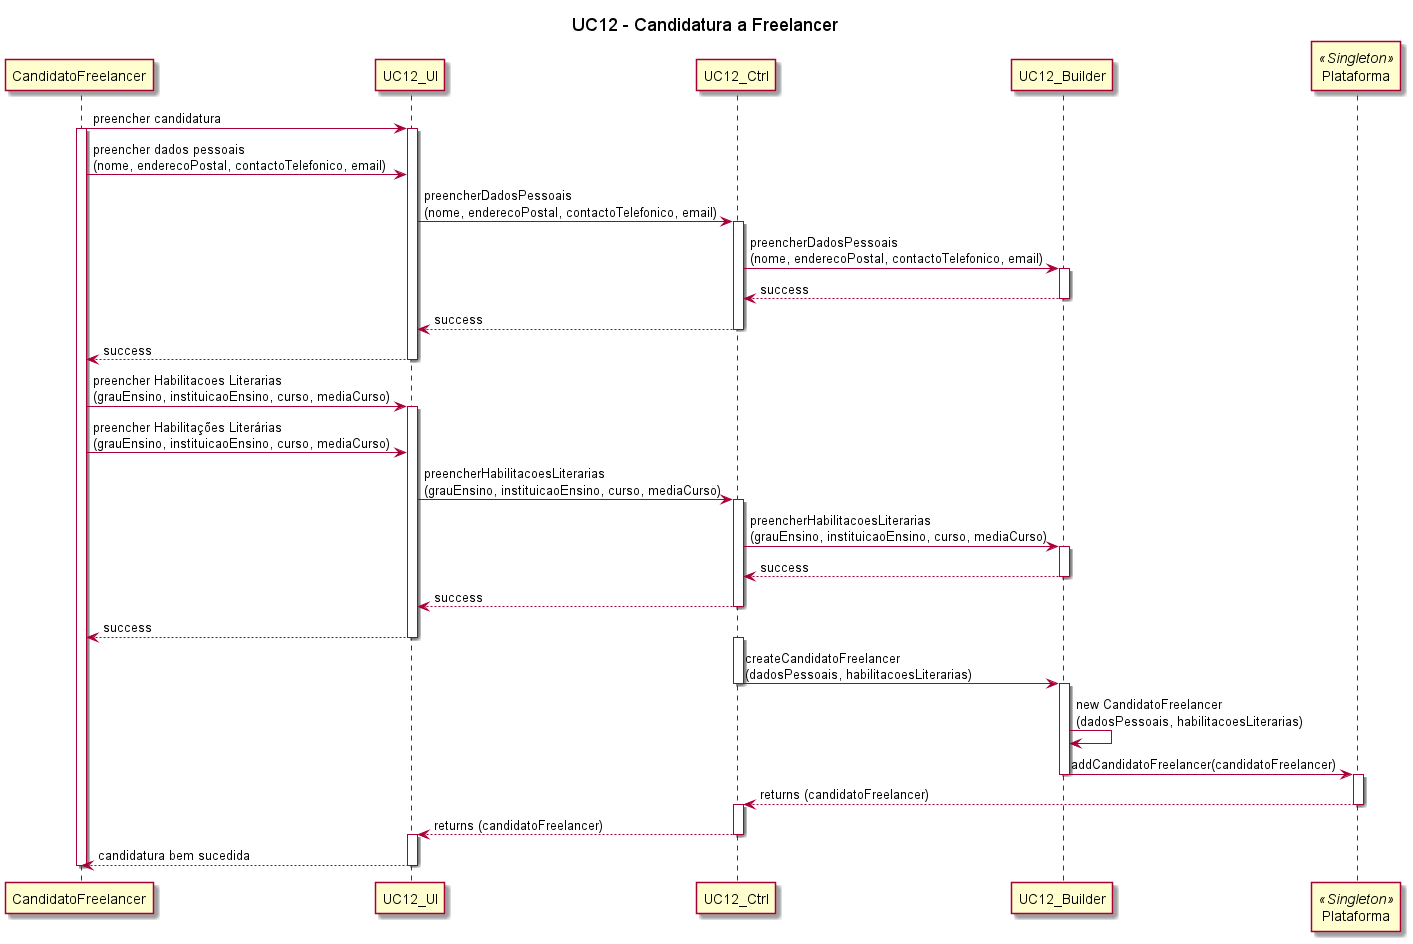 UC12 - Candidatura a Freelancer
CandidatoFreelancer
UC12_UI
UC12_Ctrl
UC12_Builder
«Singleton»
Plataforma
preencher candidatura
preencher dados pessoais
(nome, enderecoPostal, contactoTelefonico, email)
preencherDadosPessoais
(nome, enderecoPostal, contactoTelefonico, email)
preencherDadosPessoais
(nome, enderecoPostal, contactoTelefonico, email)
success
success
success
preencher Habilitacoes Literarias
(grauEnsino, instituicaoEnsino, curso, mediaCurso)
preencher Habilitações Literárias
(grauEnsino, instituicaoEnsino, curso, mediaCurso)
preencherHabilitacoesLiterarias
(grauEnsino, instituicaoEnsino, curso, mediaCurso)
preencherHabilitacoesLiterarias
(grauEnsino, instituicaoEnsino, curso, mediaCurso)
success
success
success
createCandidatoFreelancer
(dadosPessoais, habilitacoesLiterarias)
new CandidatoFreelancer
(dadosPessoais, habilitacoesLiterarias)
addCandidatoFreelancer(candidatoFreelancer)
returns (candidatoFreelancer)
returns (candidatoFreelancer)
candidatura bem sucedida
CandidatoFreelancer
UC12_UI
UC12_Ctrl
UC12_Builder
«Singleton»
Plataforma